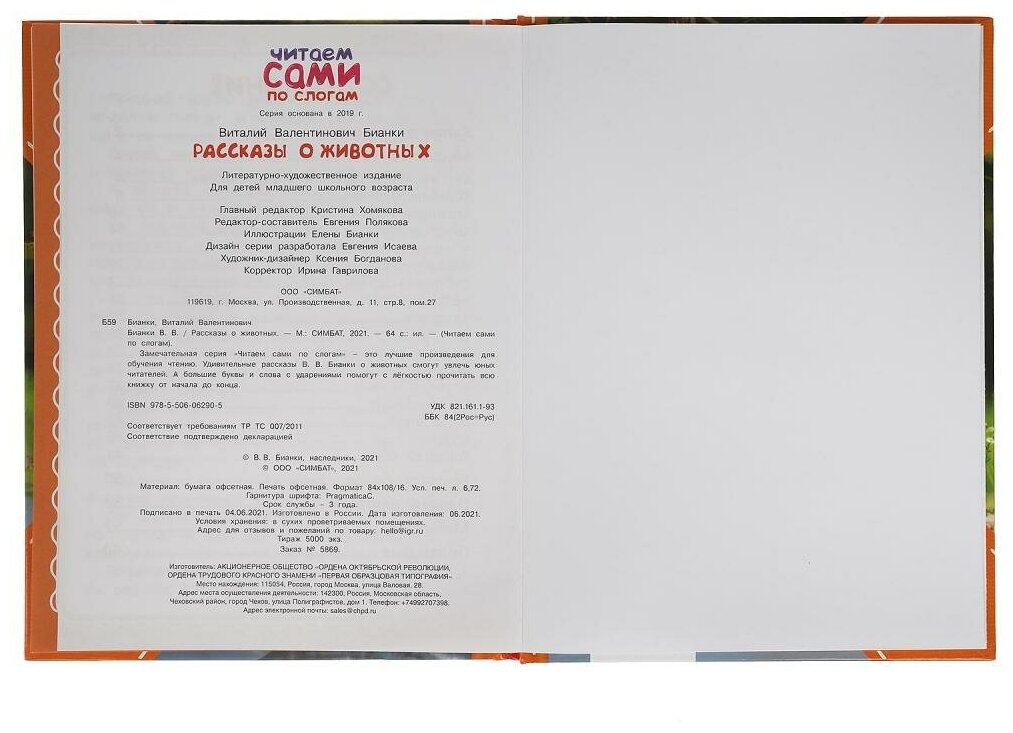 читаем
сами
по слогам
Серия основана в 2019 г.
Виталий Валентинович Бианки
РАССКАЗЫ О ЖИВОТНЫХ
Литературно-художественное издание
Для детей младшего школьного возраста
Главный редактор Кристина Хомякова
Редактор-составитель Евгения Полякова
Иллюстрации Елены Бианки
Дизайн серии разработала Евгения Исаева
Художник-дизайнер Ксения Богданова
Корректор Ирина Гаврилова
ООО «СИМБАТ»
119619, г. Москва, ул. Производственная, д. 11, стр.8, пом.27
Б59 Бианки, Виталий Валентинович
Бианки В. В. / Рассказы о животных. — М.: СИМБАТ, 2021. — 64 с.: ил. — (Читаем сами
по слогам).
Замечательная серия «Читаем сами по слогам» – это лучшие произведения для
обучения чтению. Удивительные рассказы В. В. Бианки о животных смогут увлечь юных
читателей. А большие буквы и слова с ударениями помогут с лёгкостью прочитать всю
книжку от начала до конца.
ISBN 978-5-506-06290-5 УДК 821.161.1-93
ББК 84(2Рос=Рус)
Соответствует требованиям ТР ТС 007/2011
Соответствие подтверждено декларацией
© В. В. Бианки, наследники, 2021
© ООО «СИМБАТ», 2021
Материал: бумага офсетная. Печать офсетная. Формат 84х108/16. Усл. печ. л. 6,72.
Гарнитура шрифта: PragmaticaC.
Срок службы – 3 года.
Подписано в печать 04.06.2021. Изготовлено в России. Дата изготовления: 06.2021.
Условия хранения: в сухих проветриваемых помещениях.
Адрес для отзывов и пожеланий по товару: hello@igr.ru
Тираж 5000 экз.
Заказ № 5869.
Изготовитель: АКЦИОНЕРНОЕ ОБЩЕСТВО «ОРДЕНА ОКТЯБРЬСКОЙ РЕВОЛЮЦИИ,
ОРДЕНА ТРУДОВОГО КРАСНОГО ЗНАМЕНИ «ПЕРВАЯ ОБРАЗЦОВАЯ ТИПОГРАФИЯ»
Место нахождения: 115054, Россия, город Москва, улица Валовая, 28.
Адрес места осуществления деятельности: 142300, Россия, Московская область,
Чеховский район, город Чехов, улица Полиграфистов, дом 1. Телефон: +74992707398.
Адрес электронной почты: sales@chpd.ru